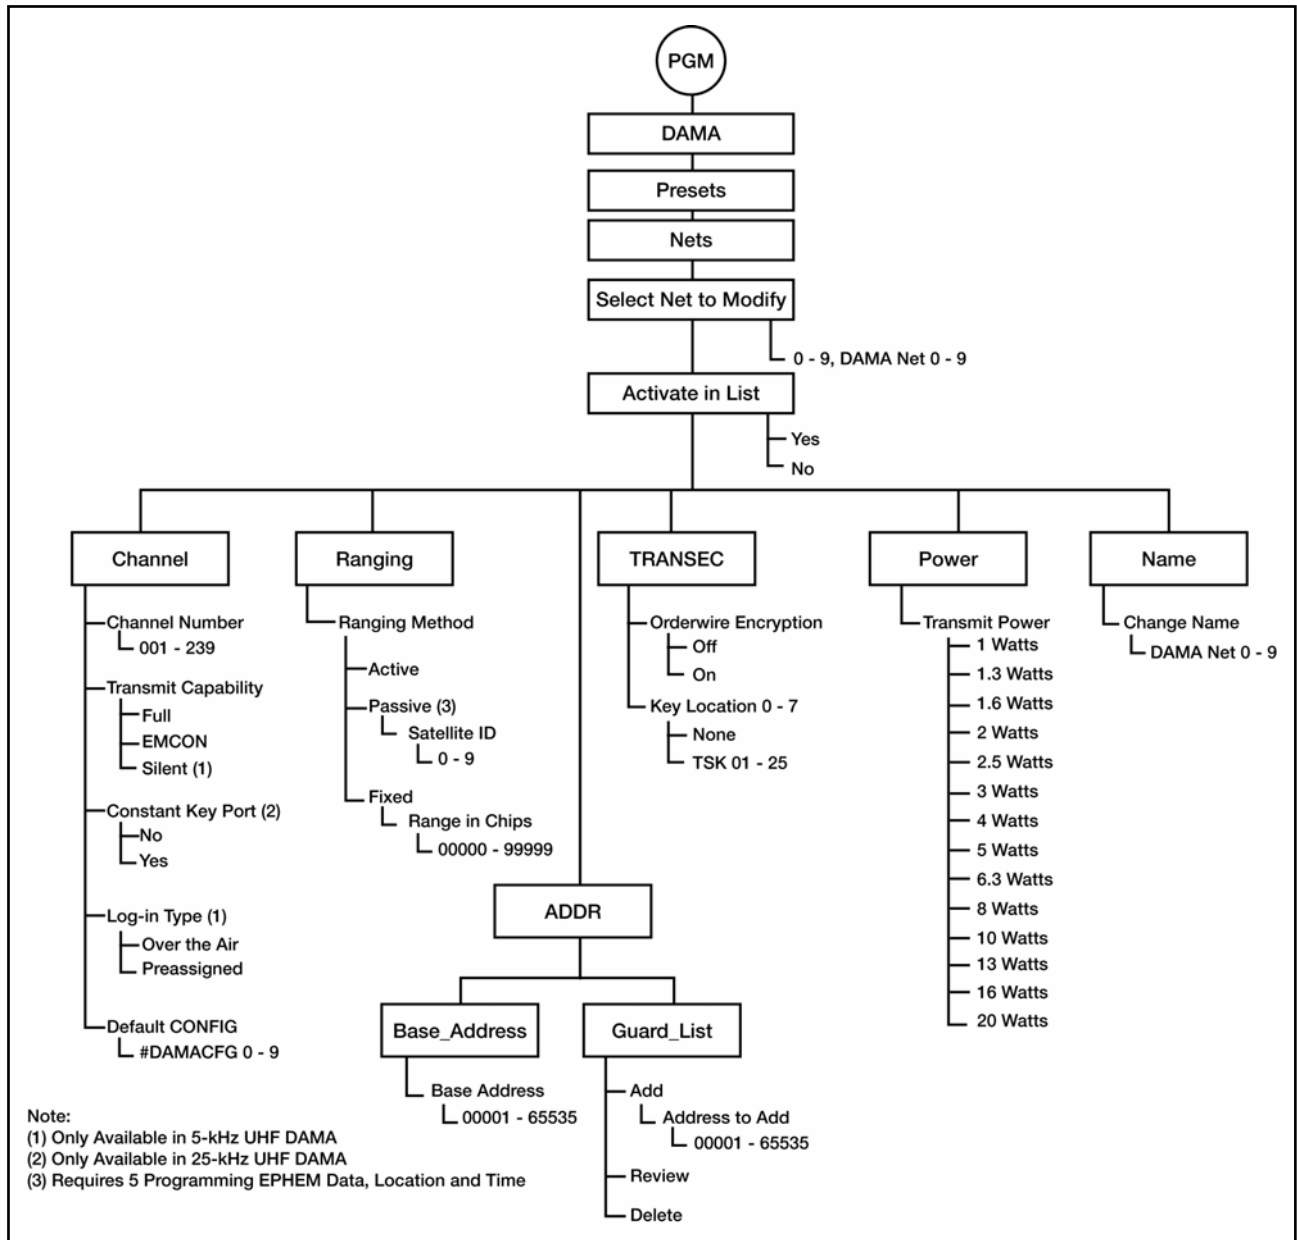 PGM
DAMA
Presets
Nets
Select Net to Modify
0 - 9, DAMA Net 0 - 9
Activate in List
Yes
No
Channel
Channel Number
001 - 239
Transmit Capability
Full
EMCON
Silent (1)
Constant Key Port (2)
No
Yes
Log-in Type (1)
Over the Air
Preassigned
Default CONFIG
#DAMACFG 0 - 9
Ranging
Ranging Method
Active
Passive (3)
Satellite ID
0 - 9
Fixed
Range in Chips
00000 - 99999
ADDR
Base_Address
Base Address
00001 - 65535
Guard_List
Add
Address to Add
00001 - 65535
Review
Delete
TRANSEC
Orderwire Encryption
Off
On
Key Location 0 - 7
None
TSK 01 - 25
Power
Transmit Power
1 Watts
1.3 Watts
1.6 Watts
2 Watts
2.5 Watts
3 Watts
4 Watts
5 Watts
6.3 Watts
8 Watts
10 Watts
13 Watts
16 Watts
20 Watts
Name
Change Name
DAMA Net 0 - 9
Note:
(1) Only Available in 5-kHz UHF DAMA
(2) Only Available in 25-kHz UHF DAMA
(3) Requires 5 Programming EPHEM Data, Location and Time